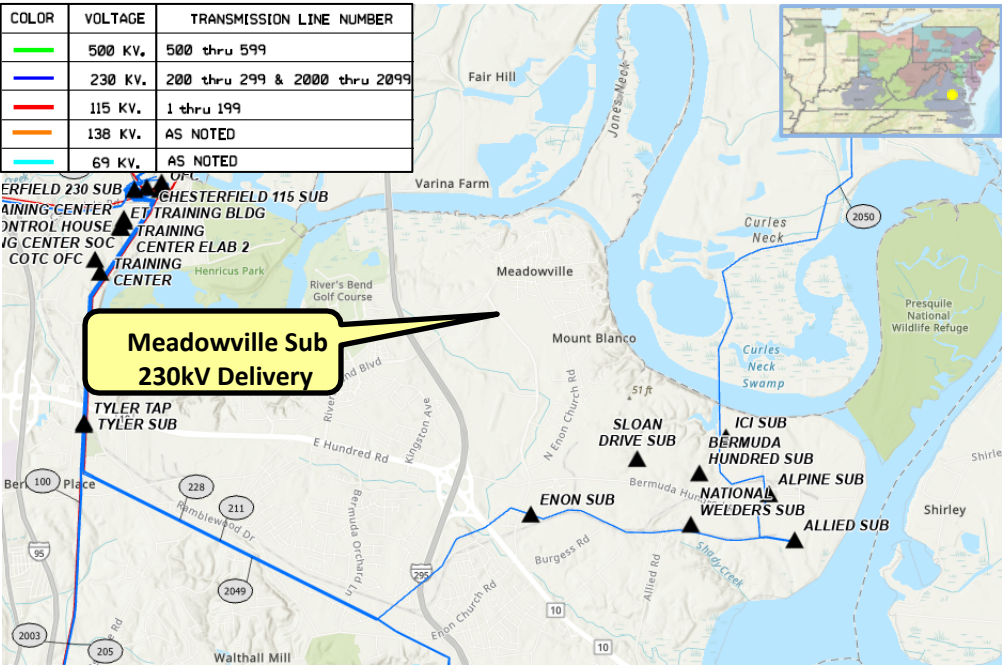 COLOR VOLTAGE TRANSMISSION LINE NUMBER
500 KV. 500 thru 599
230 KV. 200 thru 299 & 2000 thru 2099
115 KV. 1 thru 199
138 KV. AS NOTED
69 KV. AS NOTED
Fair Hill
Jones Neck
Varina Farm
OFC
ERFIELD 230 SUB
CHESTERFIELD 115 SUB
AINING CENTER
ET TRAINING BLDG
ONTROL HOUSE
TRAINING
CENTER ELAB 2
NG CENTER SOC
COTC OFC
TRAINING
CENTER
Henricus Park
River's Bend
Golf Course
Meadowville
Mount Blanco
Curles
Neck
2050
Presquile
National
Wildlife Refuge
Curles
Neck
Swamp
Meadowville Sub
230kV Delivery
TYLER TAP
TYLER SUB
E Hundred Rd
Kingston Ave
N Enon Church Rd
51 ft
SLOAN
DRIVE SUB
ICI SUB
BERMUDA
HUNDRED SUB
ALPINE SUB
NATIONAL
WELDERS SUB
ALLIED SUB
ENON SUB
Shirley
100
Place
228
211
Ramblewood Dr
Bermuda Orchard Ln
2049
95
295
Burgess Rd
Allied Rd
Shady Creek
Enon Church Rd
10
10
2003
205
Walthall Mill